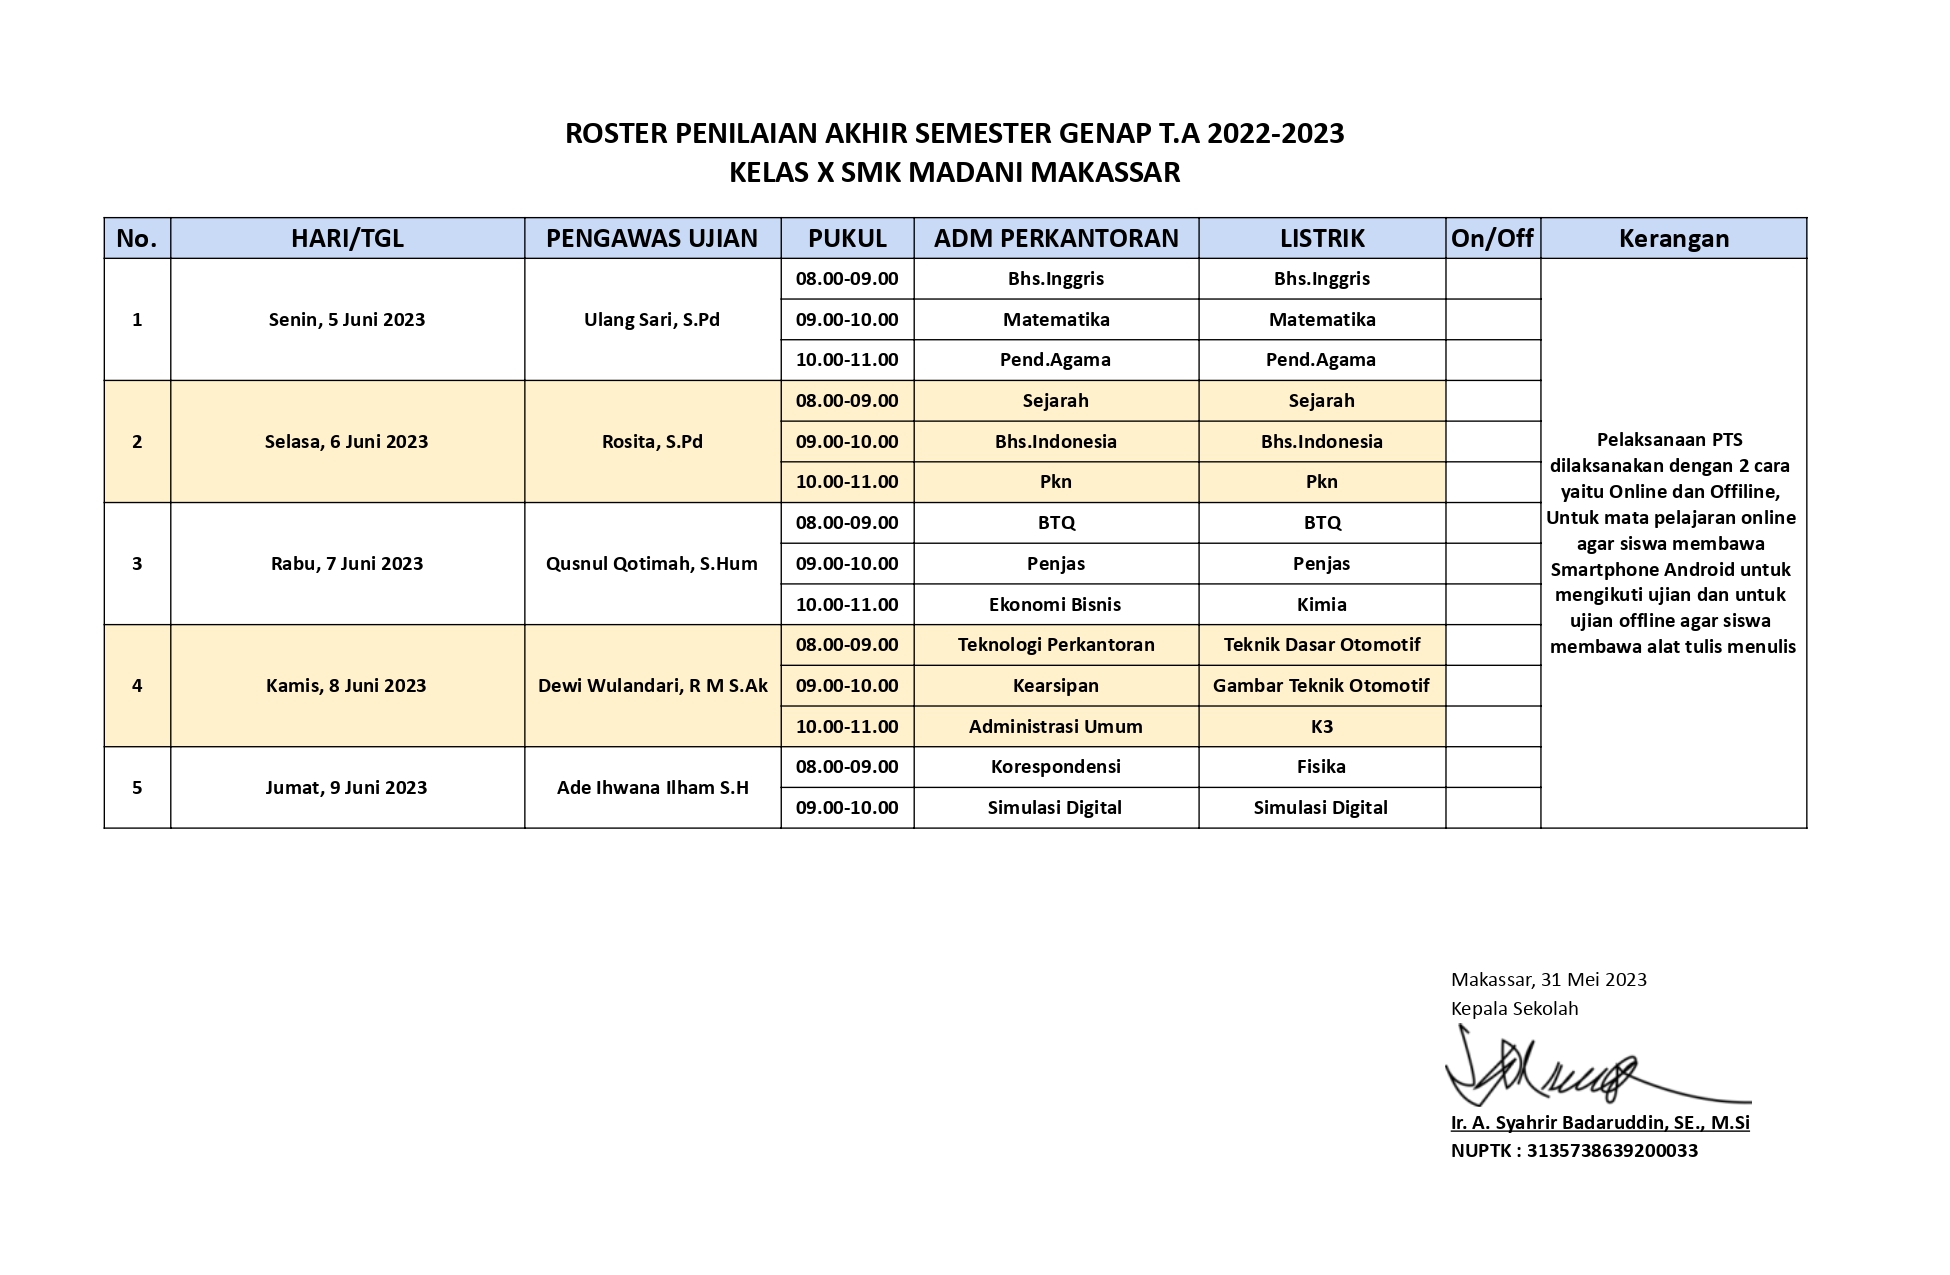 ROSTER PENILAIAN AKHIR SEMESTER GENAP T.A 2022-2023
KELAS X SMK MADANI MAKASSAR
No. HARI/TGL PENGAWAS UJIAN PUKUL ADM PERKANTORAN LISTRIK On/Off Kerangan
1 Senin, 5 Juni 2023 Ulang Sari, S.Pd
08.00-09.00 Bhs.Inggris Bhs.Inggris
09.00-10.00 Matematika Matematika
10.00-11.00 Pend.Agama Pend.Agama
2 Selasa, 6 Juni 2023 Rosita, S.Pd
08.00-09.00 Sejarah Sejarah
09.00-10.00 Bhs.Indonesia Bhs.Indonesia
10.00-11.00 Pkn Pkn
3 Rabu, 7 Juni 2023 Qusnul Qotimah, S.Hum
08.00-09.00 BTQ BTQ
09.00-10.00 Penjas Penjas
10.00-11.00 Ekonomi Bisnis Kimia
4 Kamis, 8 Juni 2023 Dewi Wulandari, R M S.Ak
08.00-09.00 Teknologi Perkantoran Teknik Dasar Otomotif
09.00-10.00 Kearsipan Gambar Teknik Otomotif
10.00-11.00 Administrasi Umum K3
5 Jumat, 9 Juni 2023 Ade Ihwana Ilham S.H
08.00-09.00 Korespondensi Fisika
09.00-10.00 Simulasi Digital Simulasi Digital
Pelaksanaan PTS
dilaksanakan dengan 2 cara
yaitu Online dan Offiline,
Untuk mata pelajaran online
agar siswa membawa
Smartphone Android untuk
mengikuti ujian dan untuk
ujian offline agar siswa
membawa alat tulis menulis
Makassar, 31 Mei 2023
Kepala Sekolah
Ir. A. Syahrir Badaruddin, SE., M.Si
NUPTK : 3135738639200033